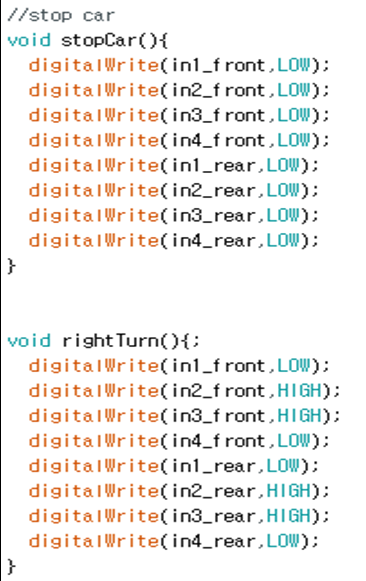 //stop car
void stopCar(){
  digitalWrite(in1_front,LOW);
  digitalWrite(in2_front,LOW);
  digitalWrite(in3_front,LOW);
  digitalWrite(in4_front,LOW);
  digitalWrite(in1_rear,LOW);
  digitalWrite(in2_rear,LOW);
  digitalWrite(in3_rear,LOW);
  digitalWrite(in4_rear,LOW);
}
void rightTurn(){;
  digitalWrite(in1_front,LOW);
  digitalWrite(in2_front,HIGH);
  digitalWrite(in3_front,HIGH);
  digitalWrite(in4_front,LOW);
  digitalWrite(in1_rear,LOW);
  digitalWrite(in2_rear,HIGH);
  digitalWrite(in3_rear,HIGH);
  digitalWrite(in4_rear,LOW);
}